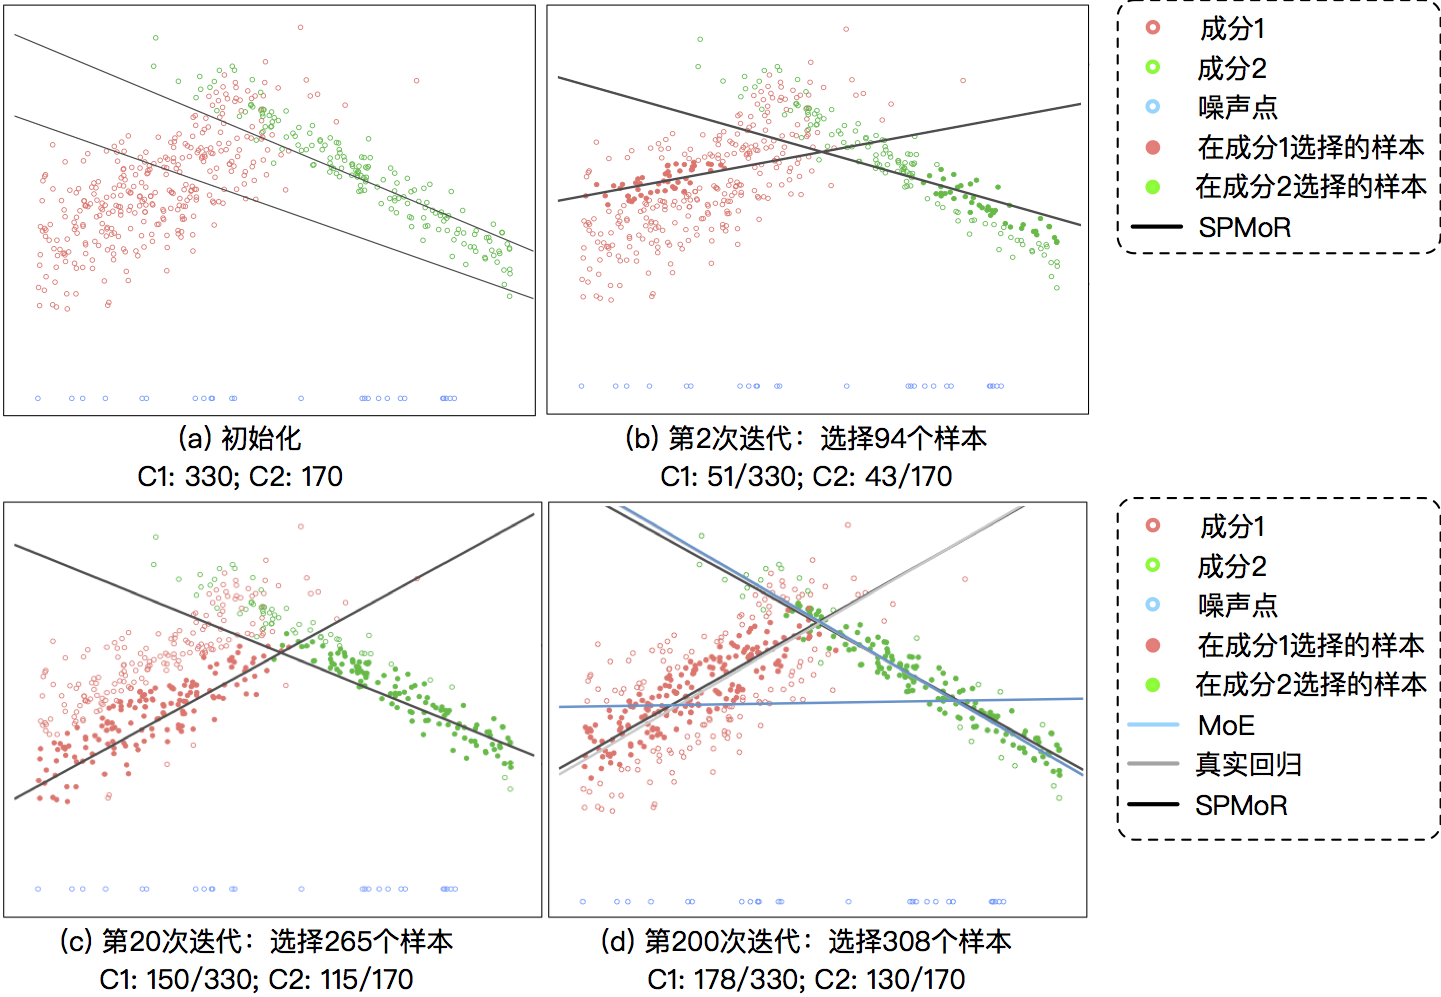 成分1
成分2
噪声点
在成分1选择的样本
在成分2选择的样本
SPMoR
(a) 初始化
C1: 330; C2: 170
(b) 第2次迭代：选择94个样本
C1: 51/330; C2: 43/170
成分1
成分2
噪声点
在成分1选择的样本
在成分2选择的样本
MoE
真实回归
SPMoR
(c) 第20次迭代：选择265个样本
C1: 150/330; C2: 115/170
(d) 第200次迭代：选择308个样本
C1: 178/330; C2: 130/170